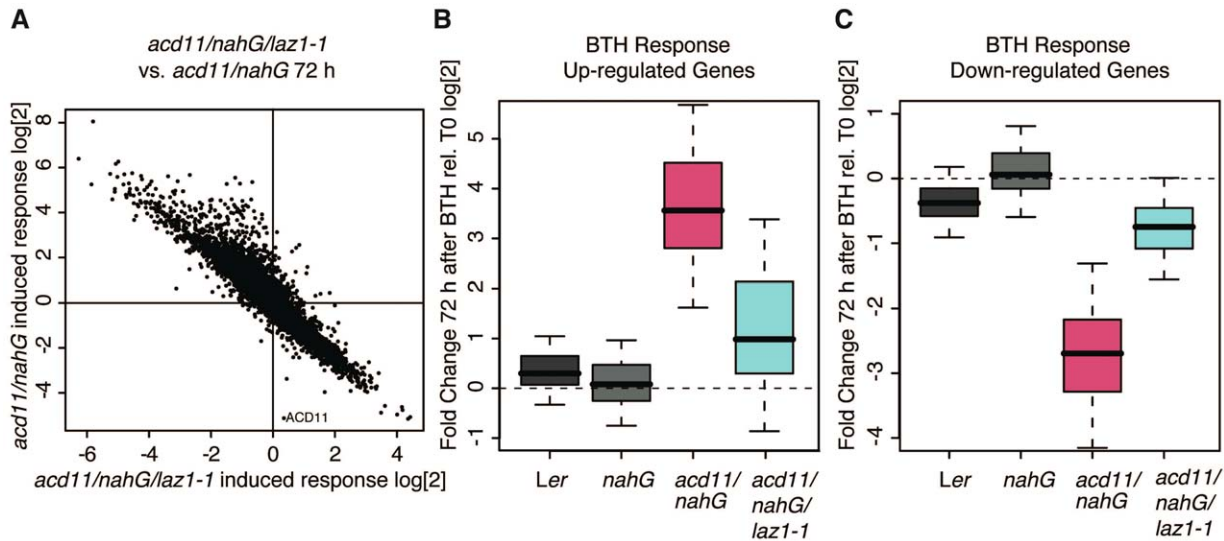 A
acd11/nahG/laz1-1
vs. acd11/nahG 72 h
acd11/nahG induced response log[2]
8
6
4
2
0
-2
-4
ACD11
-6
-4
-2
0
2
4
acd11/nahG/laz1-1 induced response log[2]
B
BTH Response
Up-regulated Genes
Fold Change 72 h after BTH rel. T0 log[2]
5
4
3
2
1
0
-1
Ler
nahG
acd11/
nahG
acd11/
nahG/
laz1-1
C
BTH Response
Down-regulated Genes
Fold Change 72 h after BTH rel. T0 log[2]
1
0
-1
-2
-3
-4
Ler
nahG
acd11/
nahG
acd11/
nahG/
laz1-1